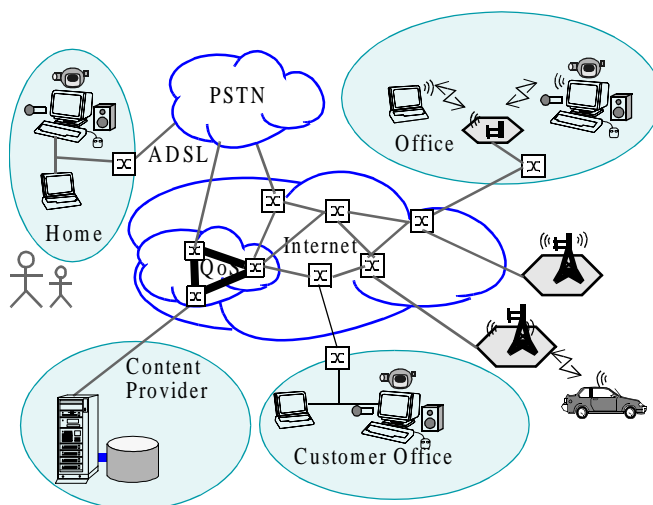 PSTN
Office
ADSL
Home
Internet
QoS
Content
Provider
Customer Office